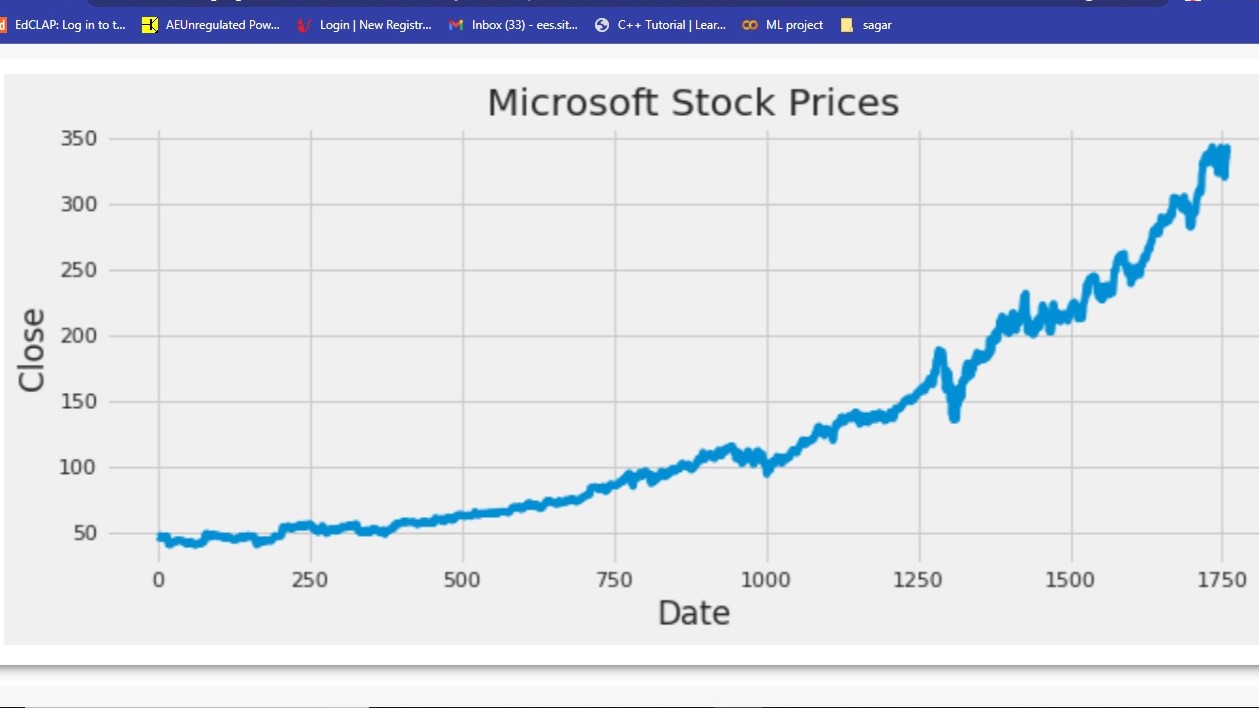 EdCLAP: Log in to t... AEUnregulated Pow... Login | New Registr... Inbox (33) - ees.sit... C++ Tutorial | Lear... ML project sagar
Microsoft Stock Prices
350
300
250
200
150
100
50
Close
0 250 500 750 1000 1250 1500 1750
Date